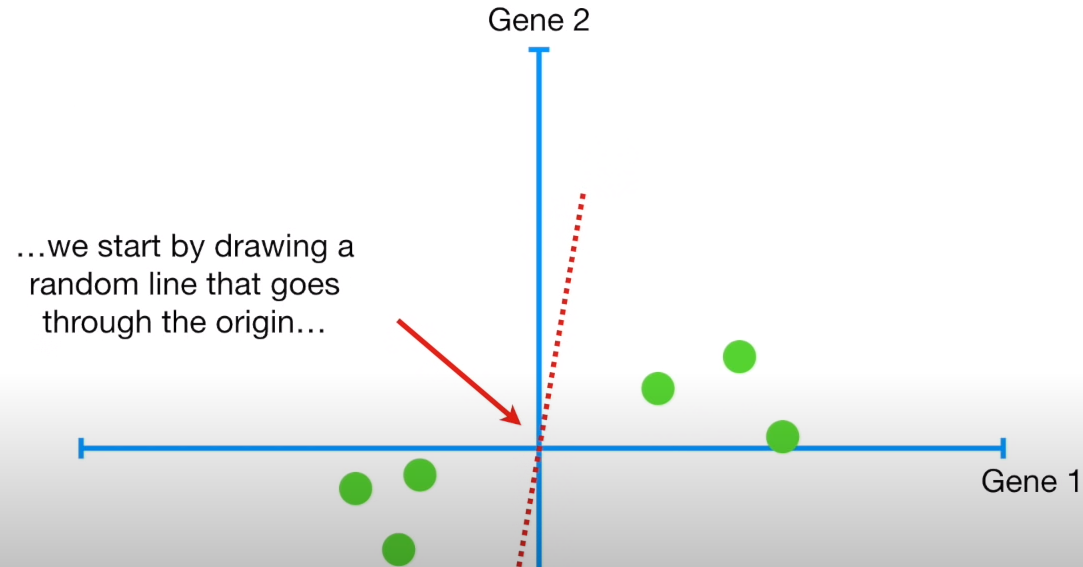 Gene 2
…we start by drawing a
random line that goes
through the origin…
Gene 1